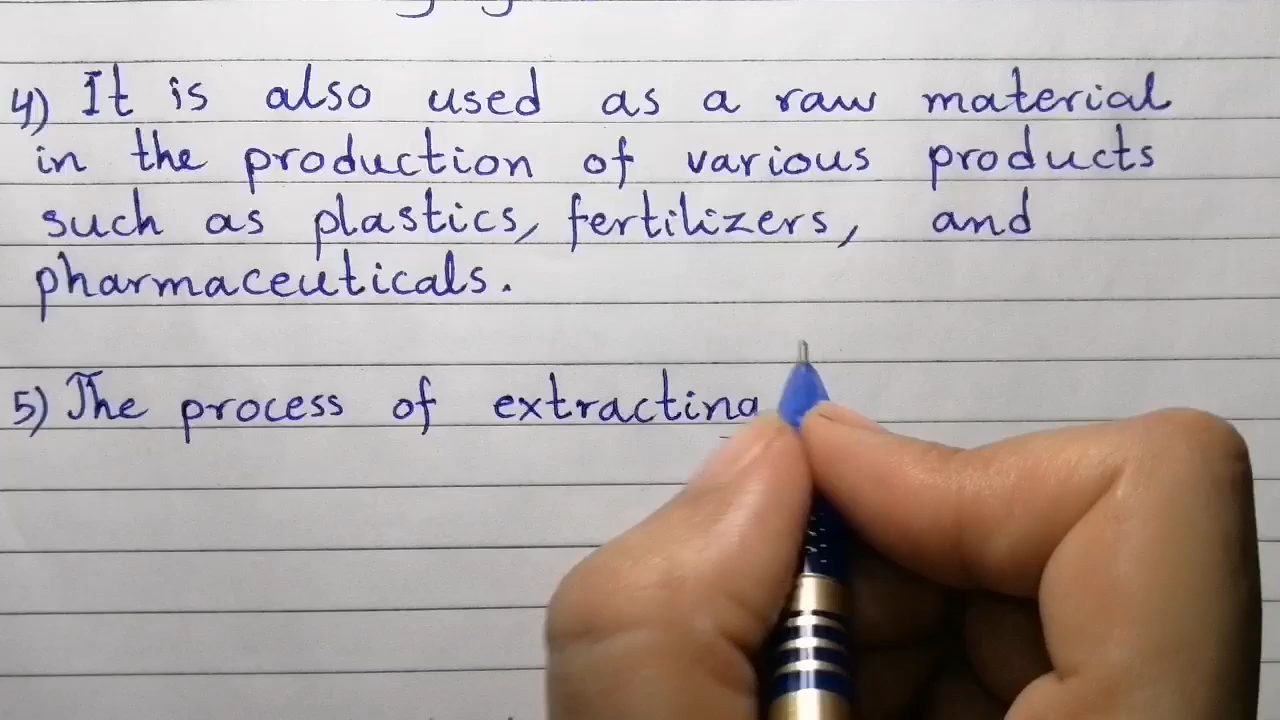 4) It is also used as a raw material
in the production of various products
such as plastics, fertilizers, and
pharmaceuticals.
5) The process of extracting